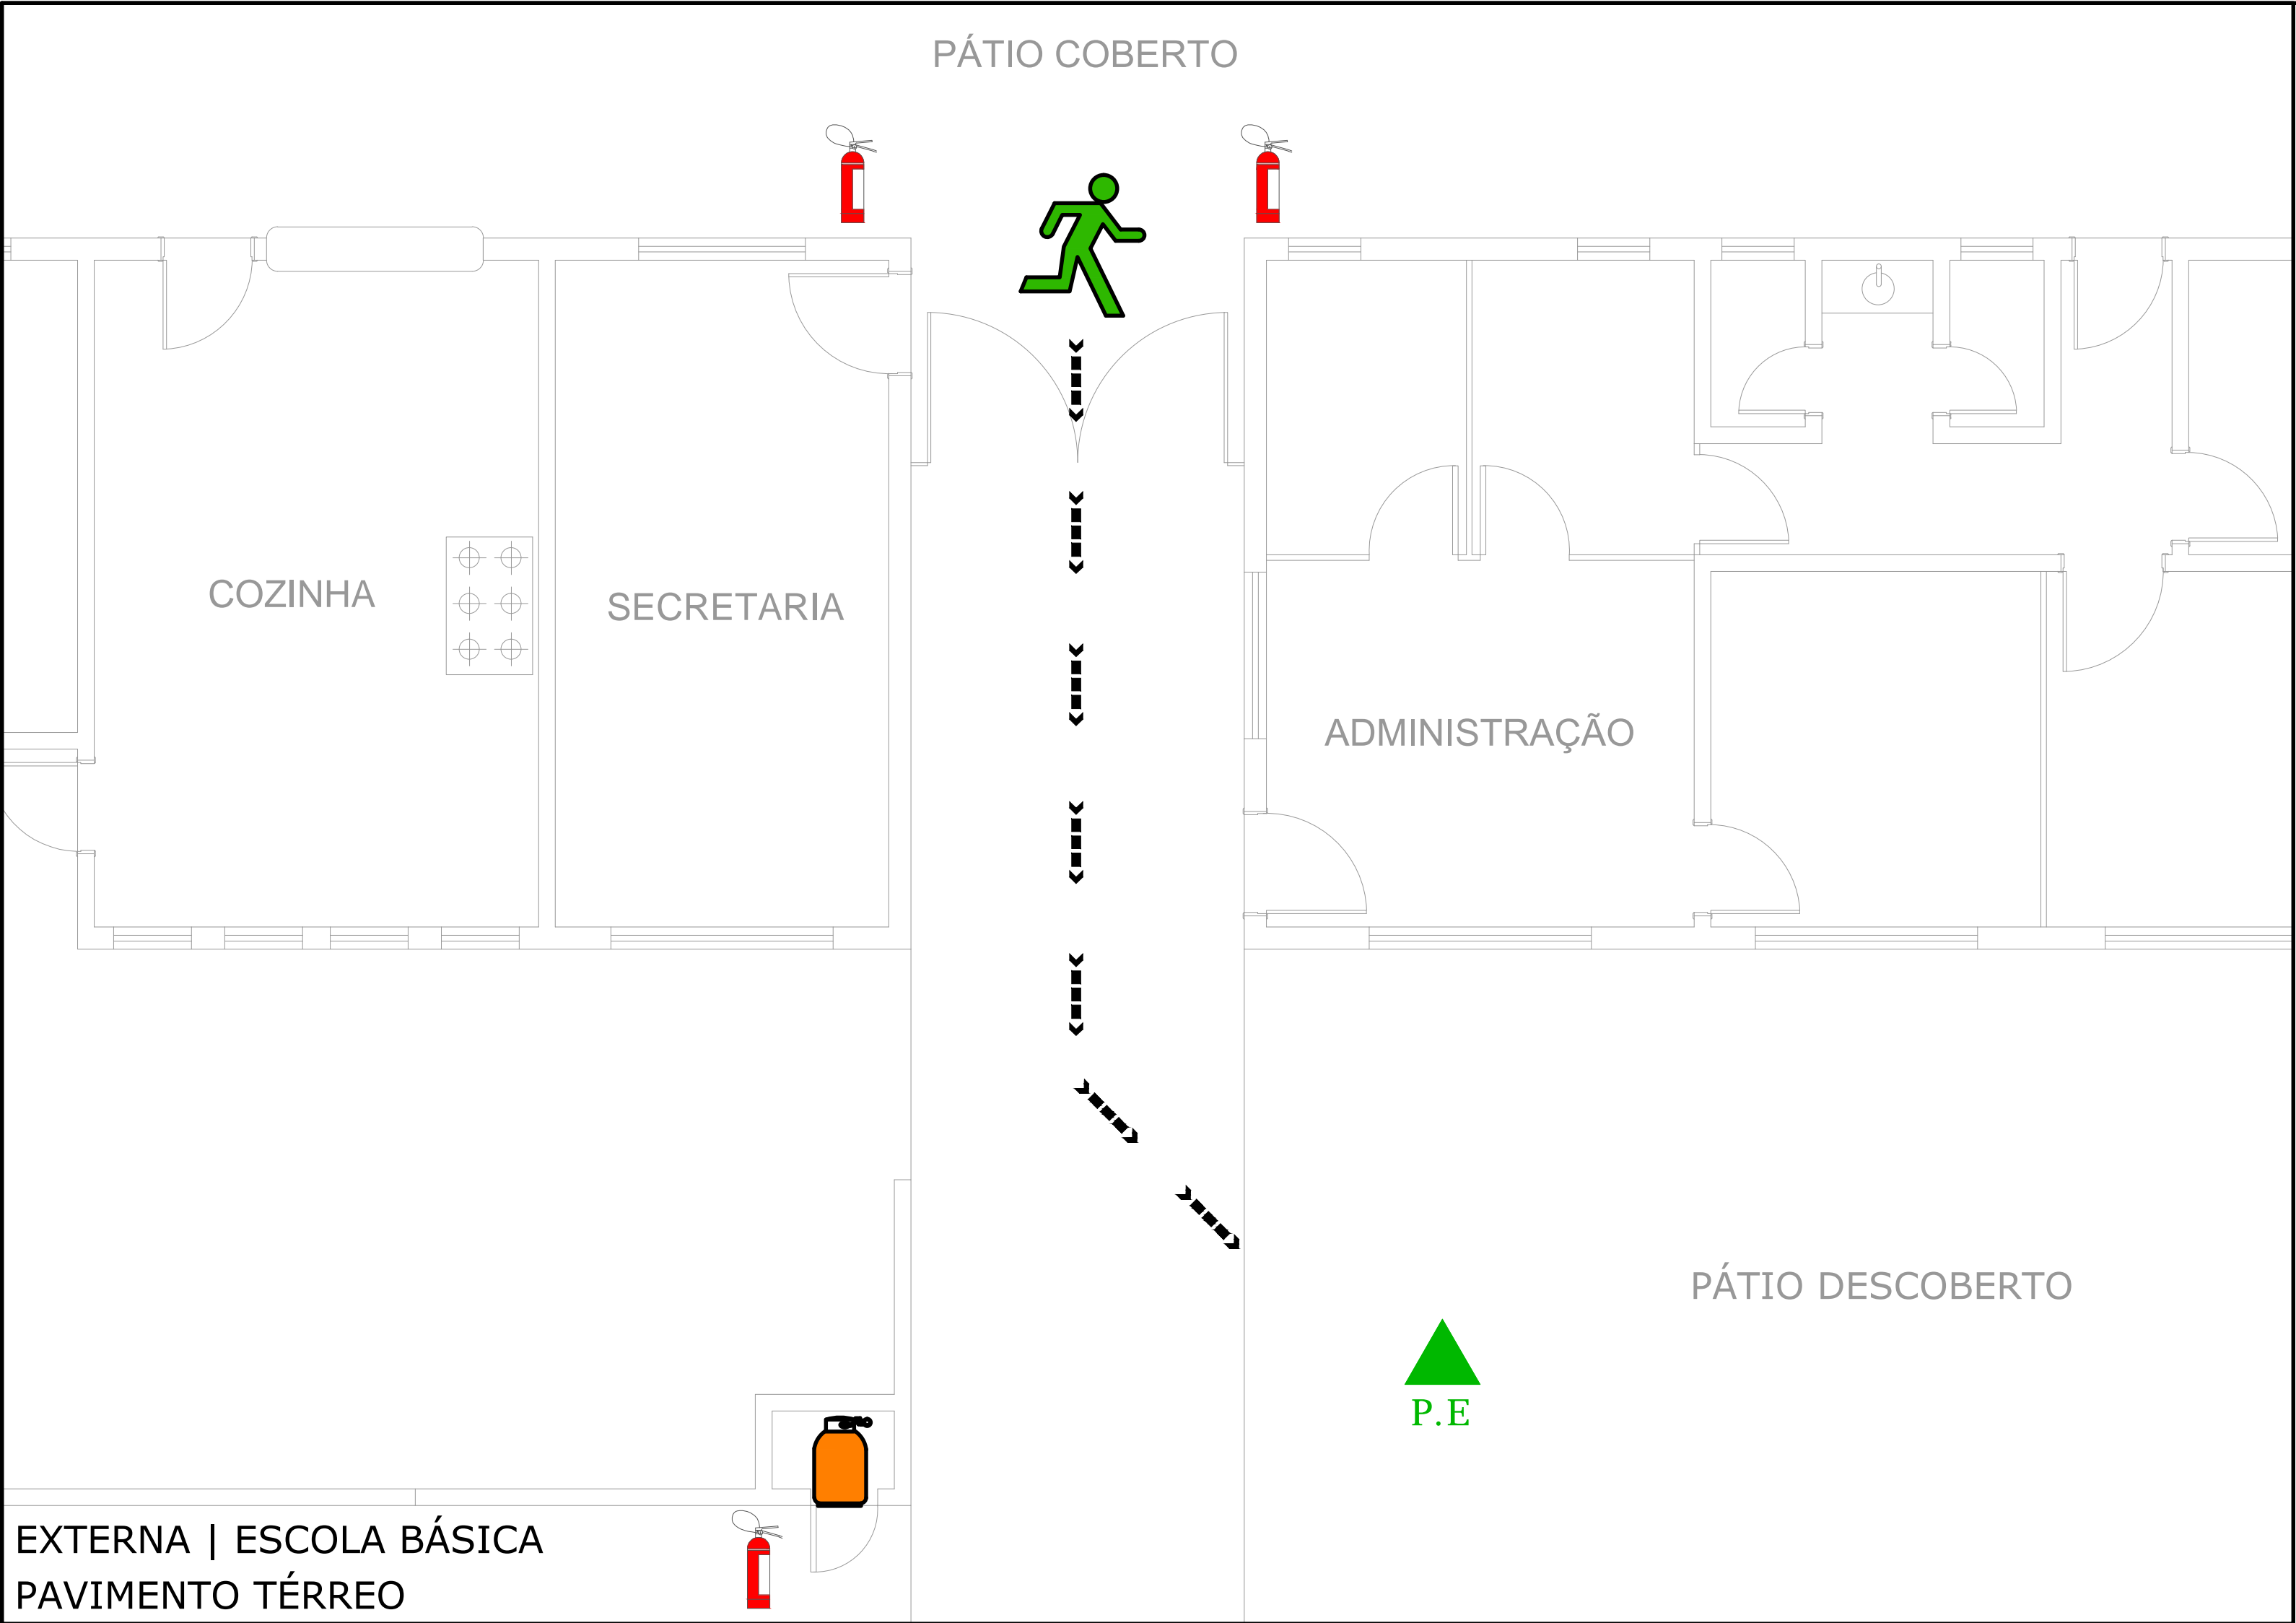 PÁTIO COBERTO
COZINHA
SECRETARIA
ADMINISTRAÇÃO
PÁTIO DESCOBERTO
P.E
EXTERNA | ESCOLA BÁSICA
PAVIMENTO TÉRREO